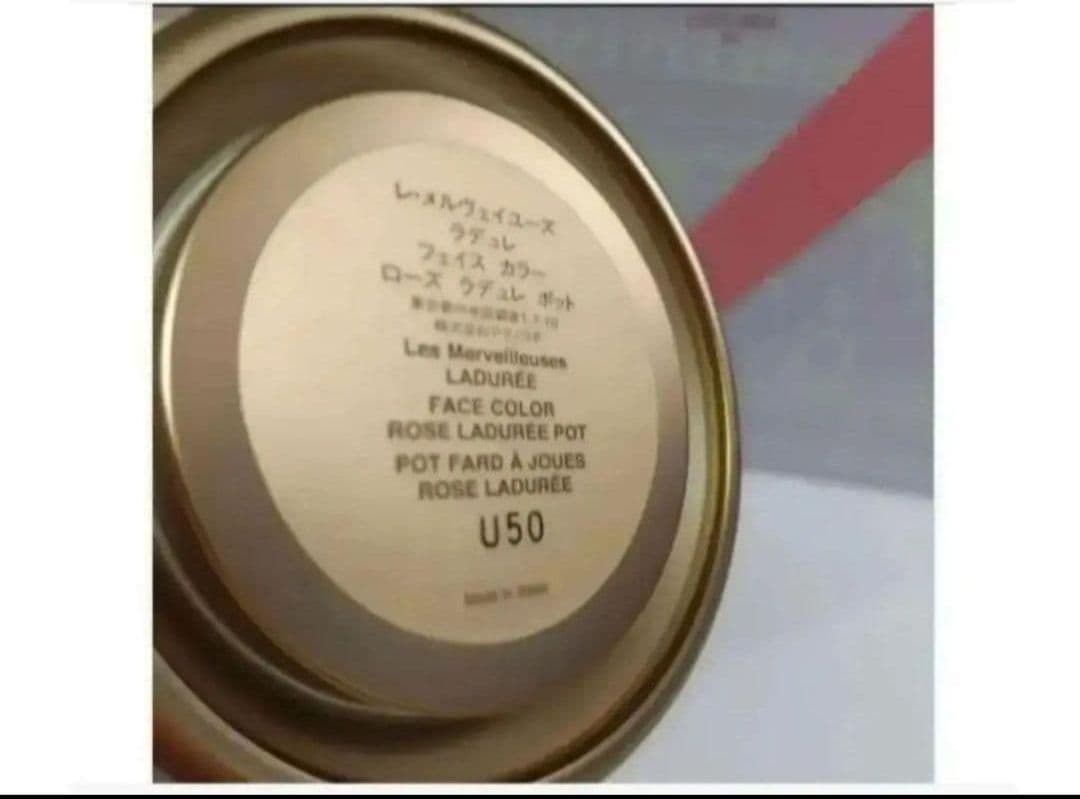 レ・メルヴェイユーズ
ラデュレ
フェイス カラー
ローズ ラデュレ ポット
Les Merveilleuses
LADURÉE
FACE COLOR
ROSE LADURÉE POT
POT FARD À JOUES
ROSE LADURÉE
U50
Made in